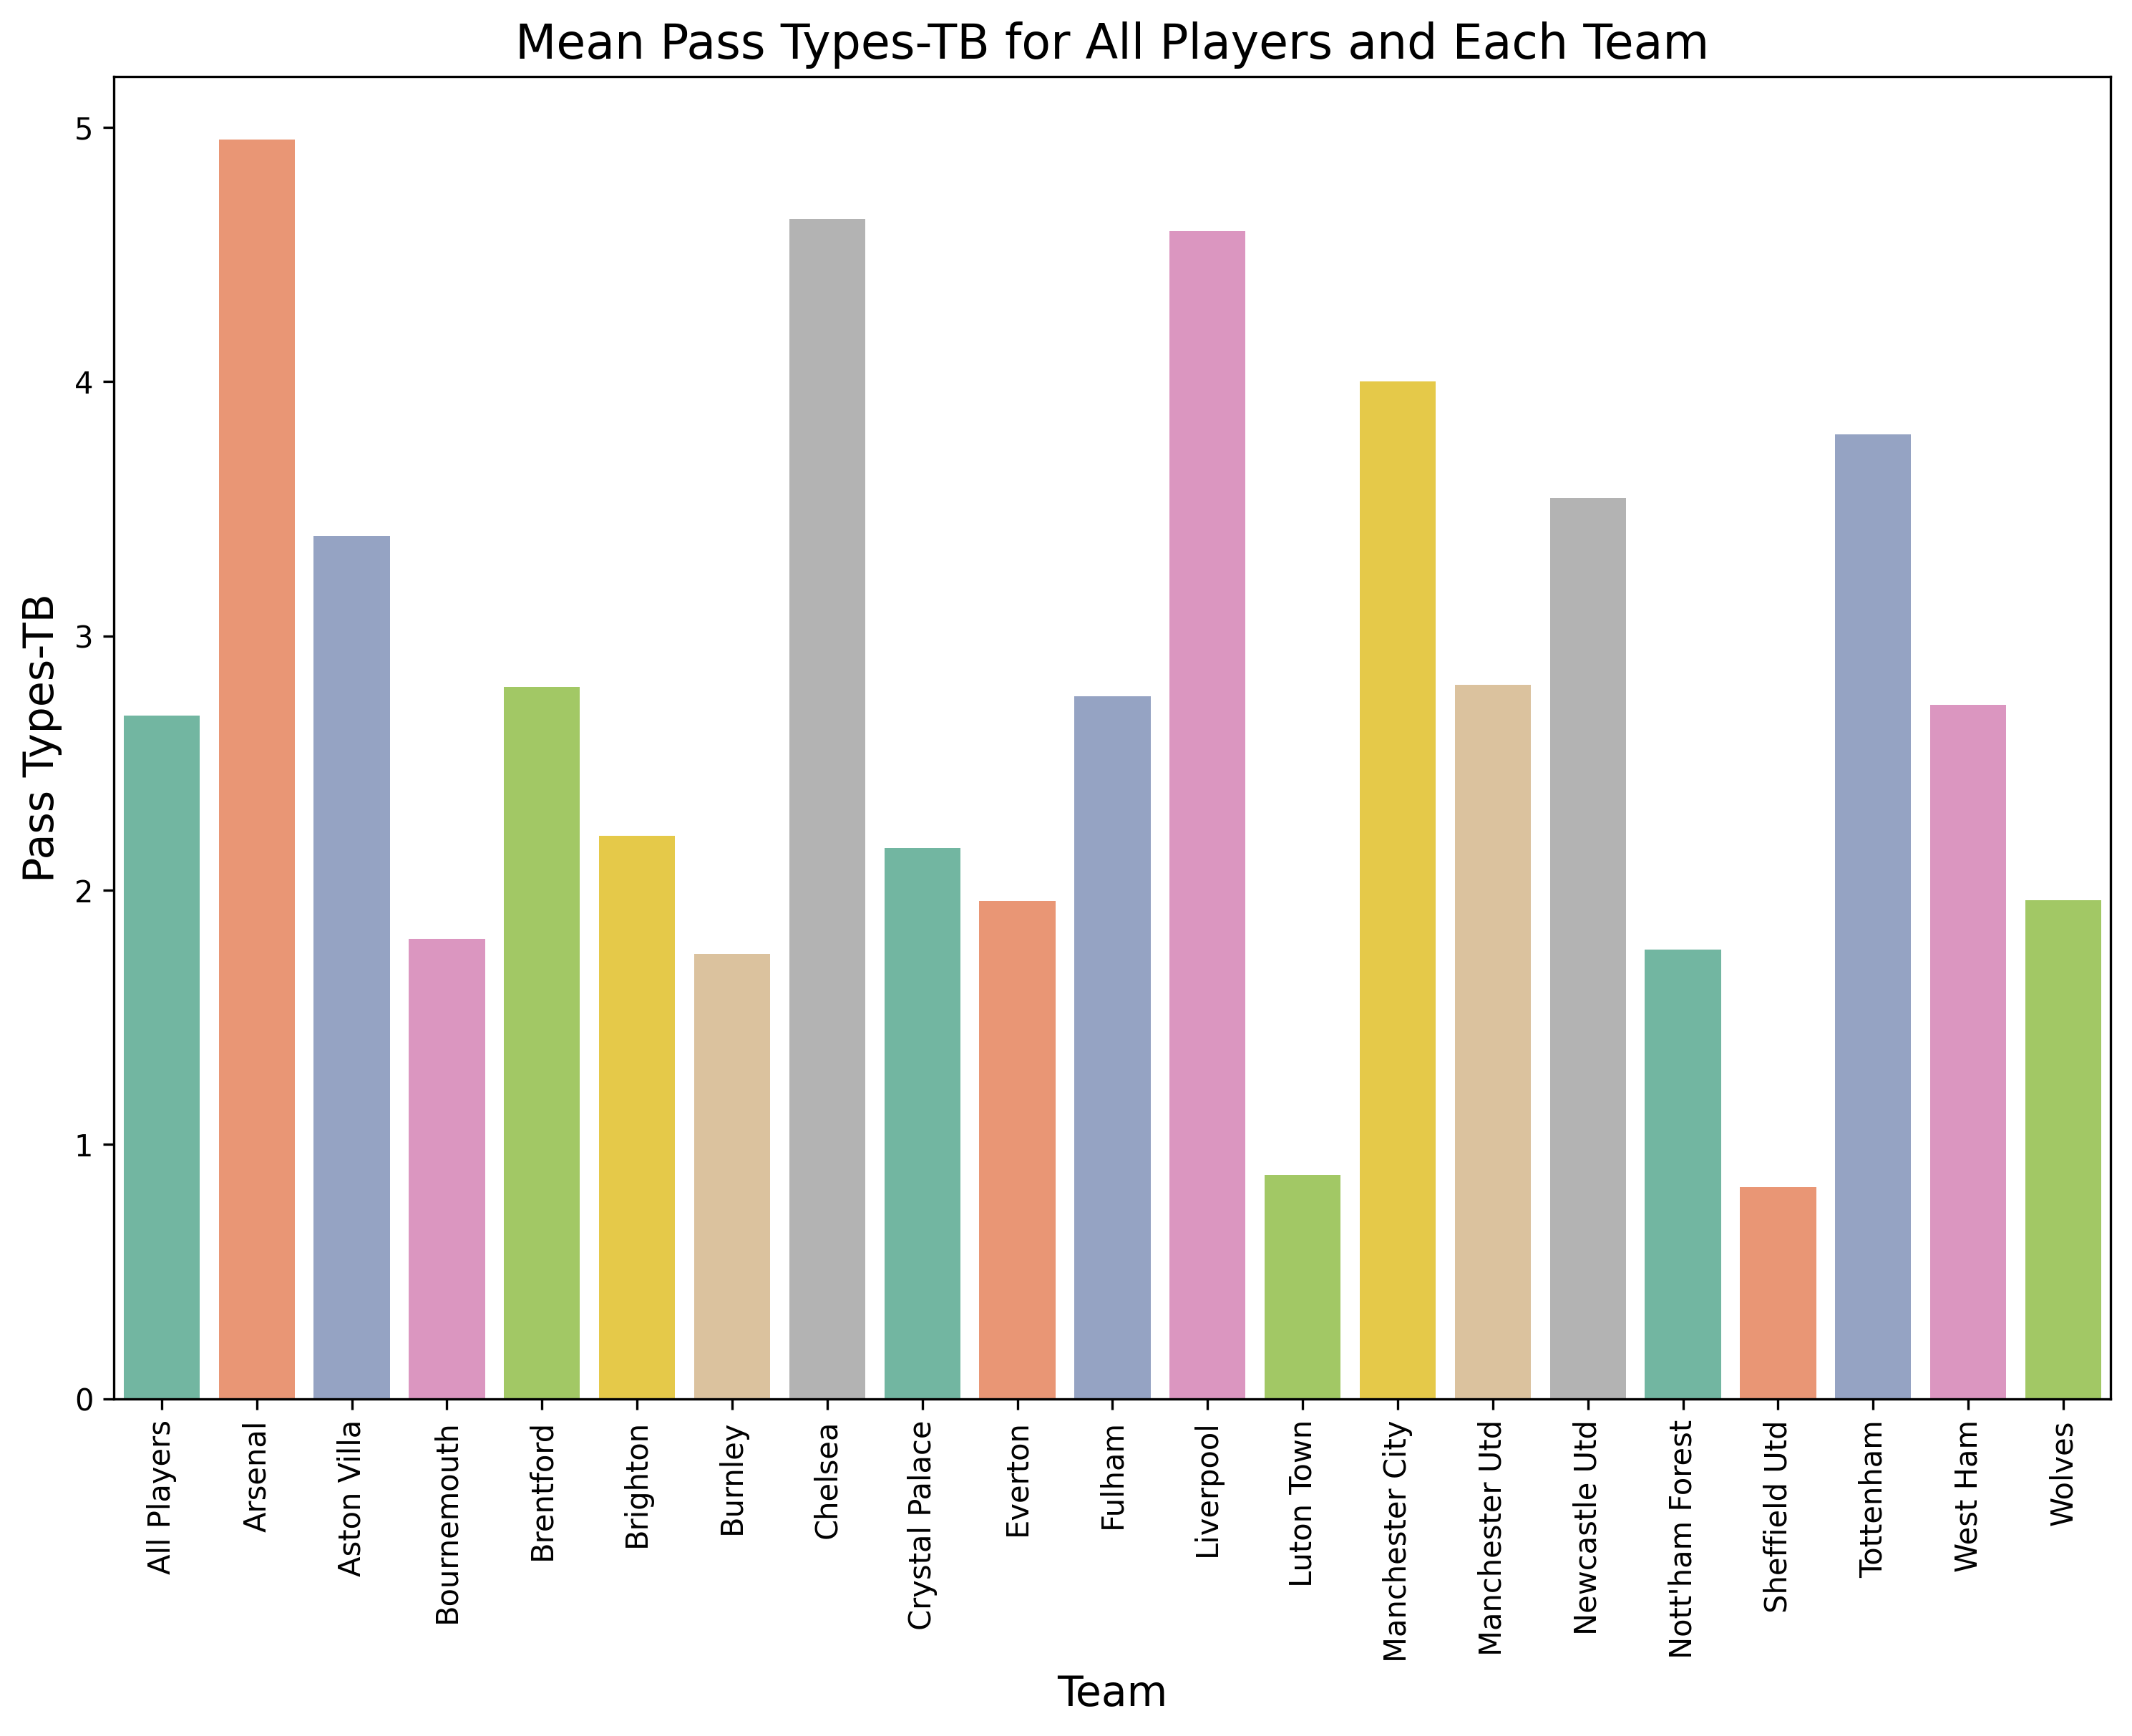 Mean Pass Types-TB for All Players and Each Team
Pass Types-TB
5
4
3
2
1
0
All Players
Arsenal
Aston Villa
Bournemouth
Brentford
Brighton
Burnley
Chelsea
Crystal Palace
Everton
Fulham
Liverpool
Luton Town
Manchester City
Manchester Utd
Newcastle Utd
Nott'ham Forest
Sheffield Utd
Tottenham
West Ham
Wolves
Team